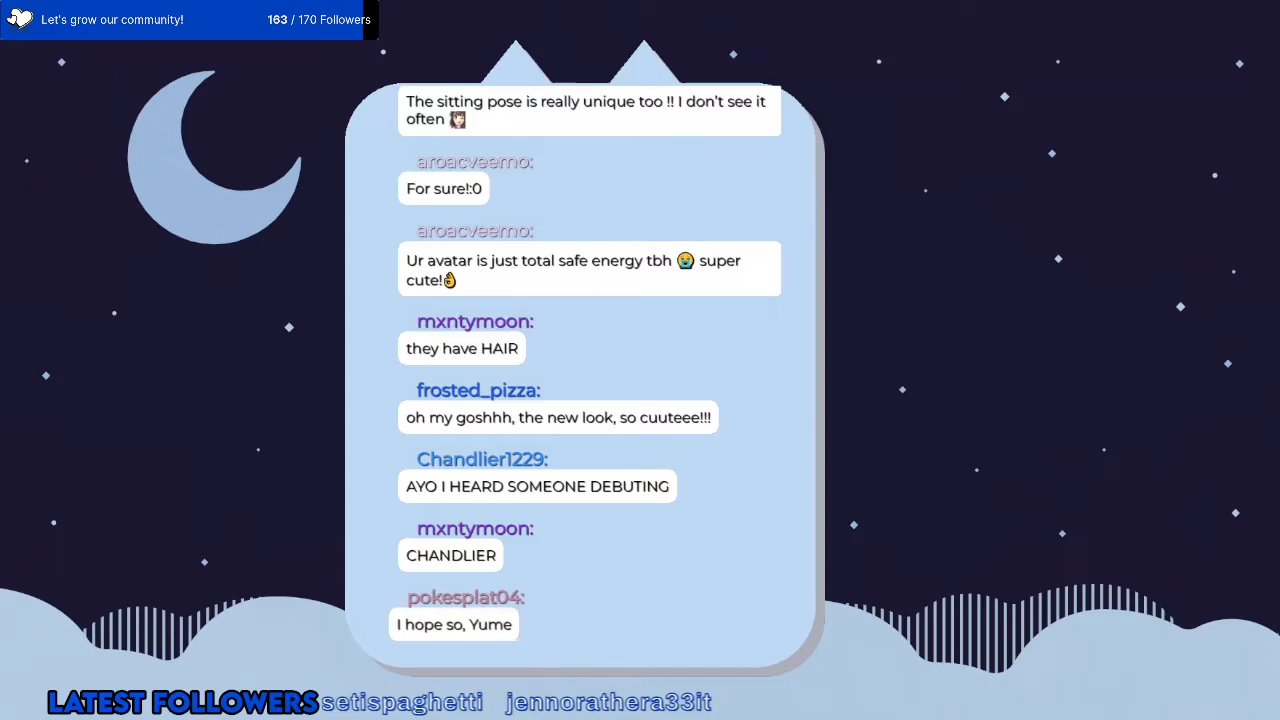 Let's grow our community!
163 / 170 Followers
The sitting pose is really unique too !! I don't see it
often
aroacveemo:
For sure!:0
aroacveemo:
Ur avatar is just total safe energy tbh 😭 super
cute!👌
mxntymoon:
they have HAIR
frosted_pizza:
oh my goshhh, the new look, so cuuteee!!!
Chandlier1229:
AYO I HEARD SOMEONE DEBUTING
mxntymoon:
CHANDLIER
pokesplat04:
I hope so, Yume
LATEST FOLLOWERS setispaghetti jennorathera33it